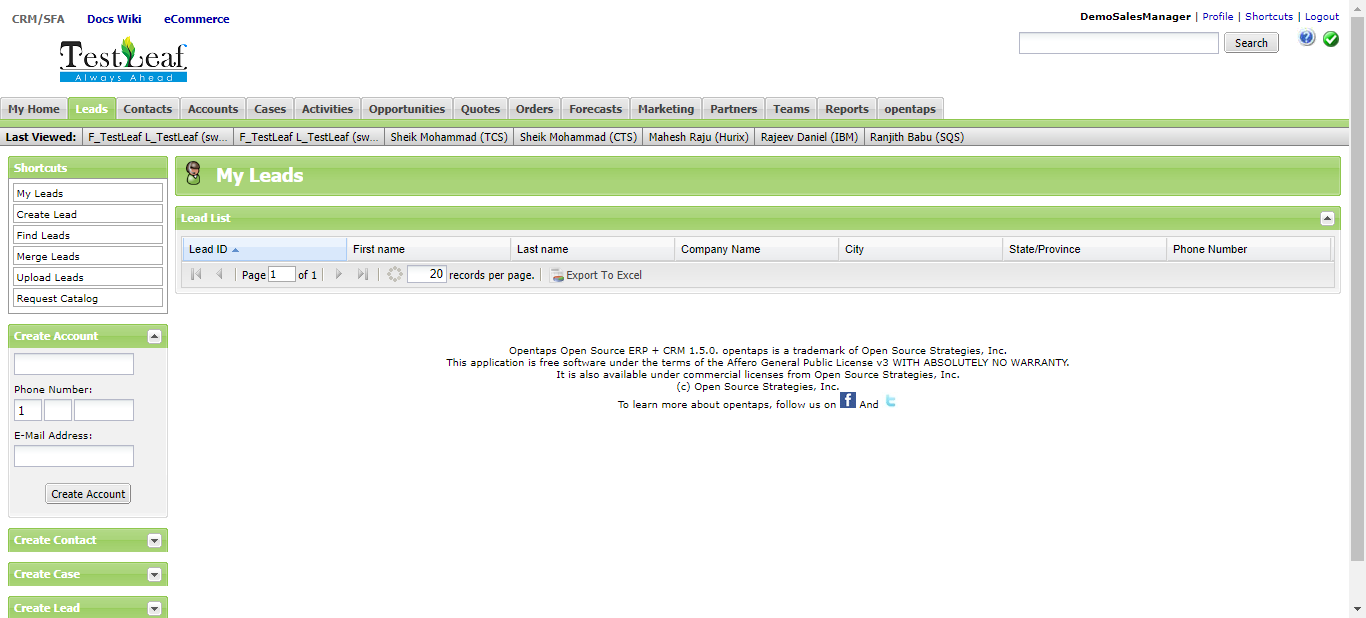 CRM/SFA Docs Wiki eCommerce
DemoSalesManager | Profile | Shortcuts | Logout
TestLeaf
Always Ahead
Search
My Home Leads Contacts Accounts Cases Activities Opportunities Quotes Orders Forecasts Marketing Partners Teams Reports opentaps
Last Viewed: F_TestLeaf L_TestLeaf (sw... F_TestLeaf L_TestLeaf (sw... Sheik Mohammad (TCS) Sheik Mohammad (CTS) Mahesh Raju (Hurix) Rajeev Daniel (IBM) Ranjith Babu (SQS)
Shortcuts
My Leads
Create Lead
Find Leads
Merge Leads
Upload Leads
Request Catalog
Create Account
Phone Number:
1
E-Mail Address:
Create Account
Create Contact
Create Case
Create Lead
My Leads
Lead List
Lead ID First name Last name Company Name City State/Province Phone Number
Page 1 of 1 20 records per page. Export To Excel
Opentaps Open Source ERP + CRM 1.5.0. opentaps is a trademark of Open Source Strategies, Inc.
This application is free software under the terms of the Affero General Public License v3 WITH ABSOLUTELY NO WARRANTY.
It is also available under commercial licenses from Open Source Strategies, Inc.
(c) Open Source Strategies, Inc.
To learn more about opentaps, follow us on f And t